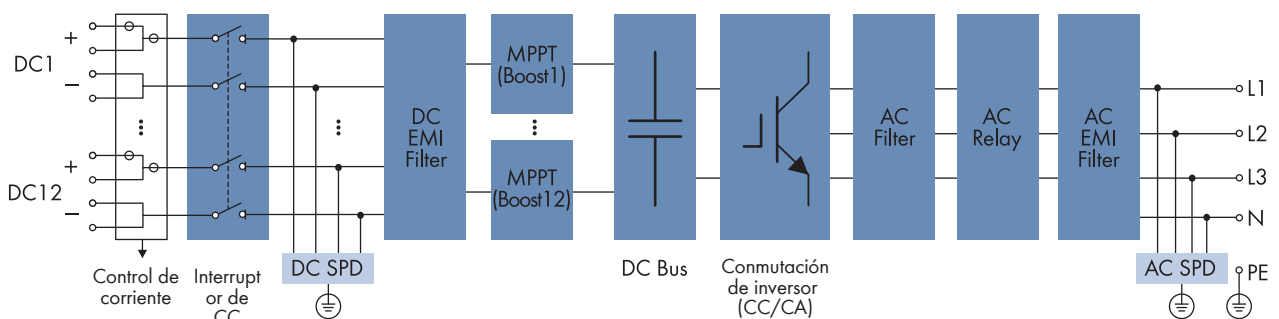 DC1
+
−
DC12
+
−
Control de
corriente
Interrupt
or de
CC
DC SPD
DC
EMI
Filter
MPPT
(Boost1)
MPPT
(Boost12)
DC Bus
Conmutación
de inversor
(CC/CA)
AC
Filter
AC
Relay
AC
EMI
Filter
AC SPD
L1
L2
L3
N
PE